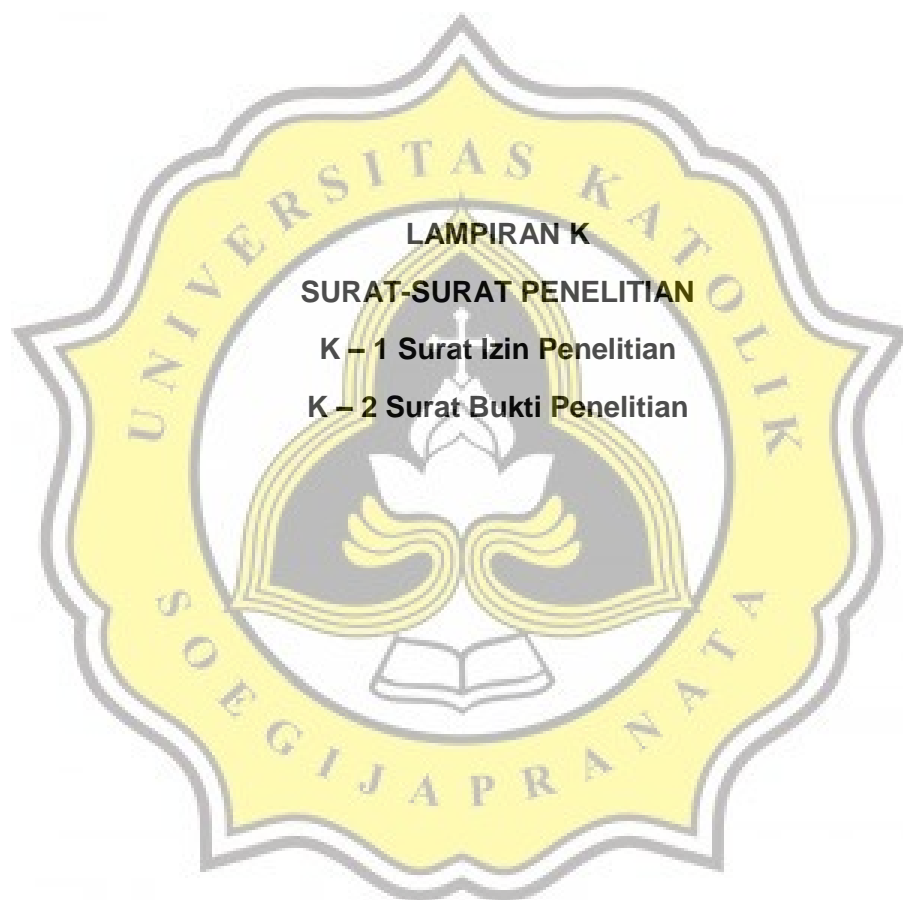 UNIVERSITAS KATOLIK
LAMPIRAN K
SURAT-SURAT PENELITIAN
K – 1 Surat Izin Penelitian
K – 2 Surat Bukti Penelitian
SOEGIJAPRANATA